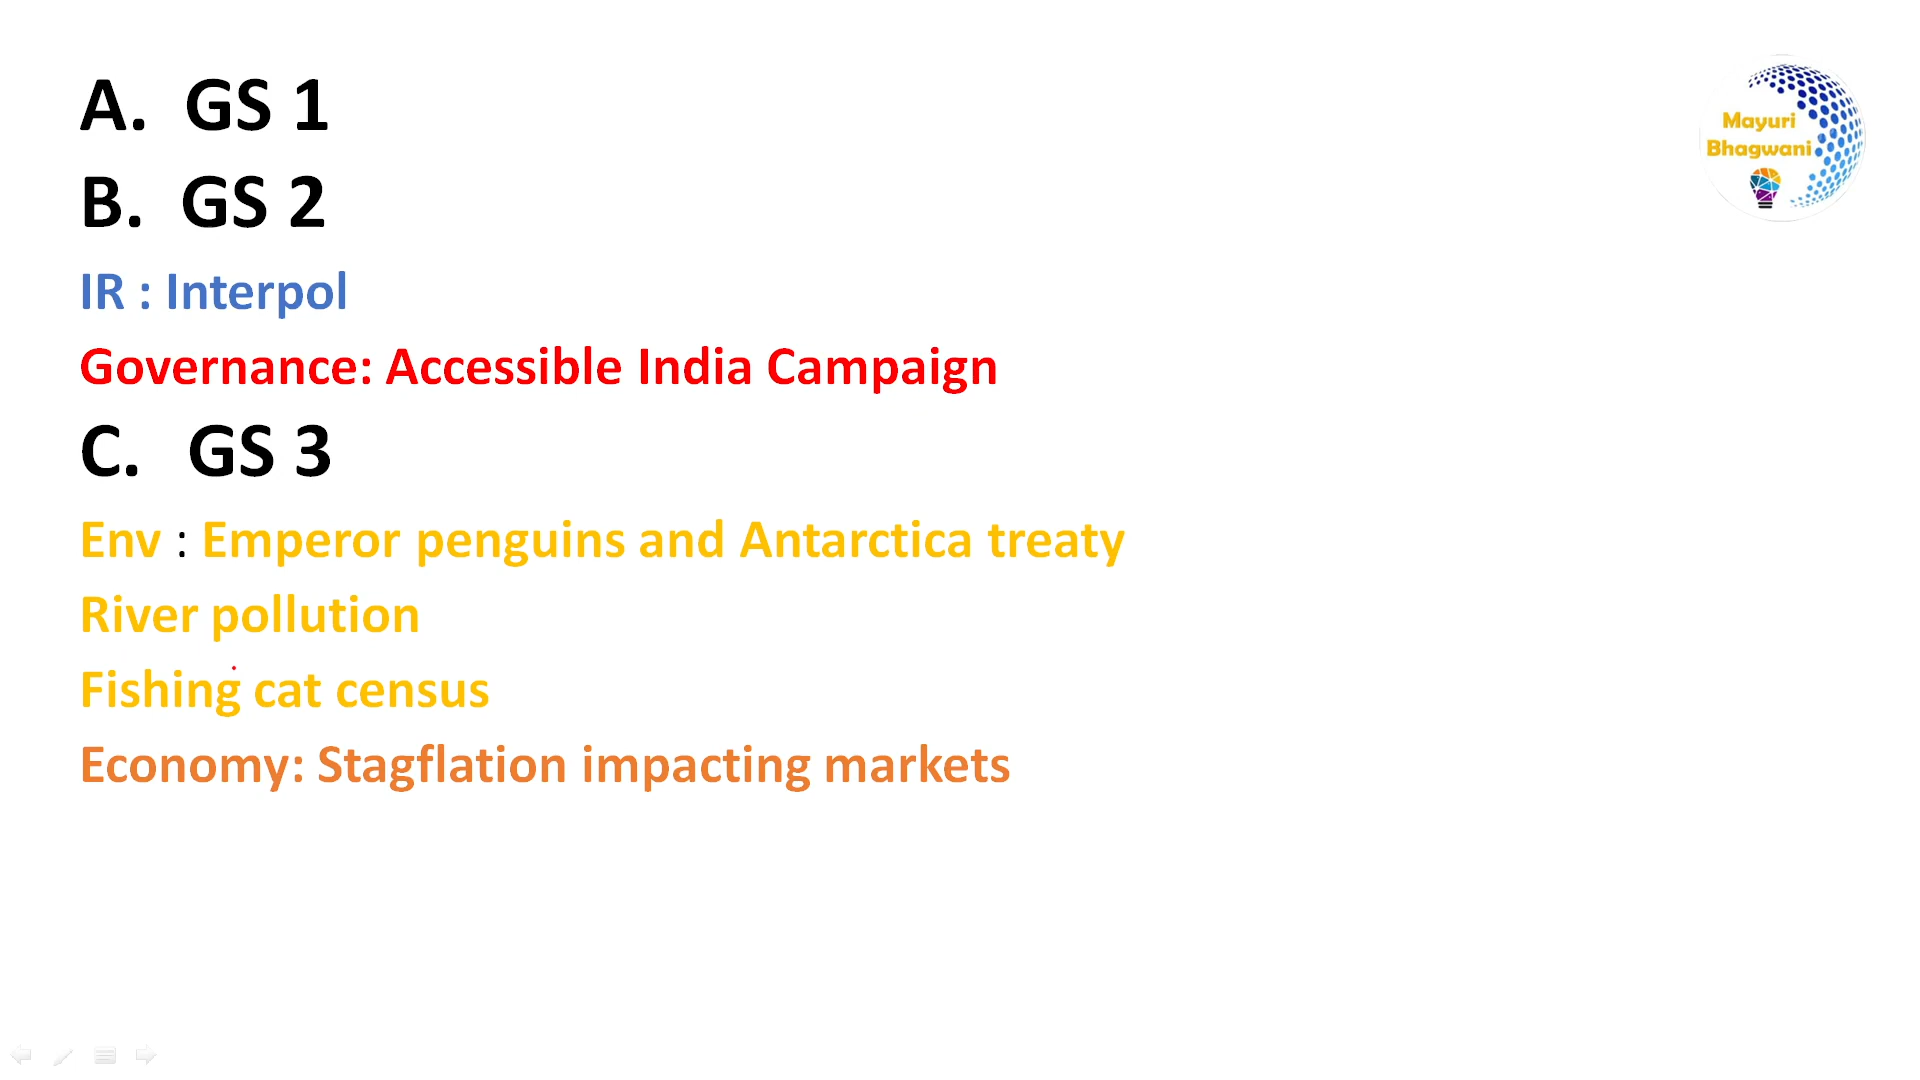 A. GS 1
B. GS 2
IR : Interpol
Governance: Accessible India Campaign
C. GS 3
Env : Emperor penguins and Antarctica treaty
River pollution
Fishing cat census
Economy: Stagflation impacting markets
Mayuri
Bhagwani